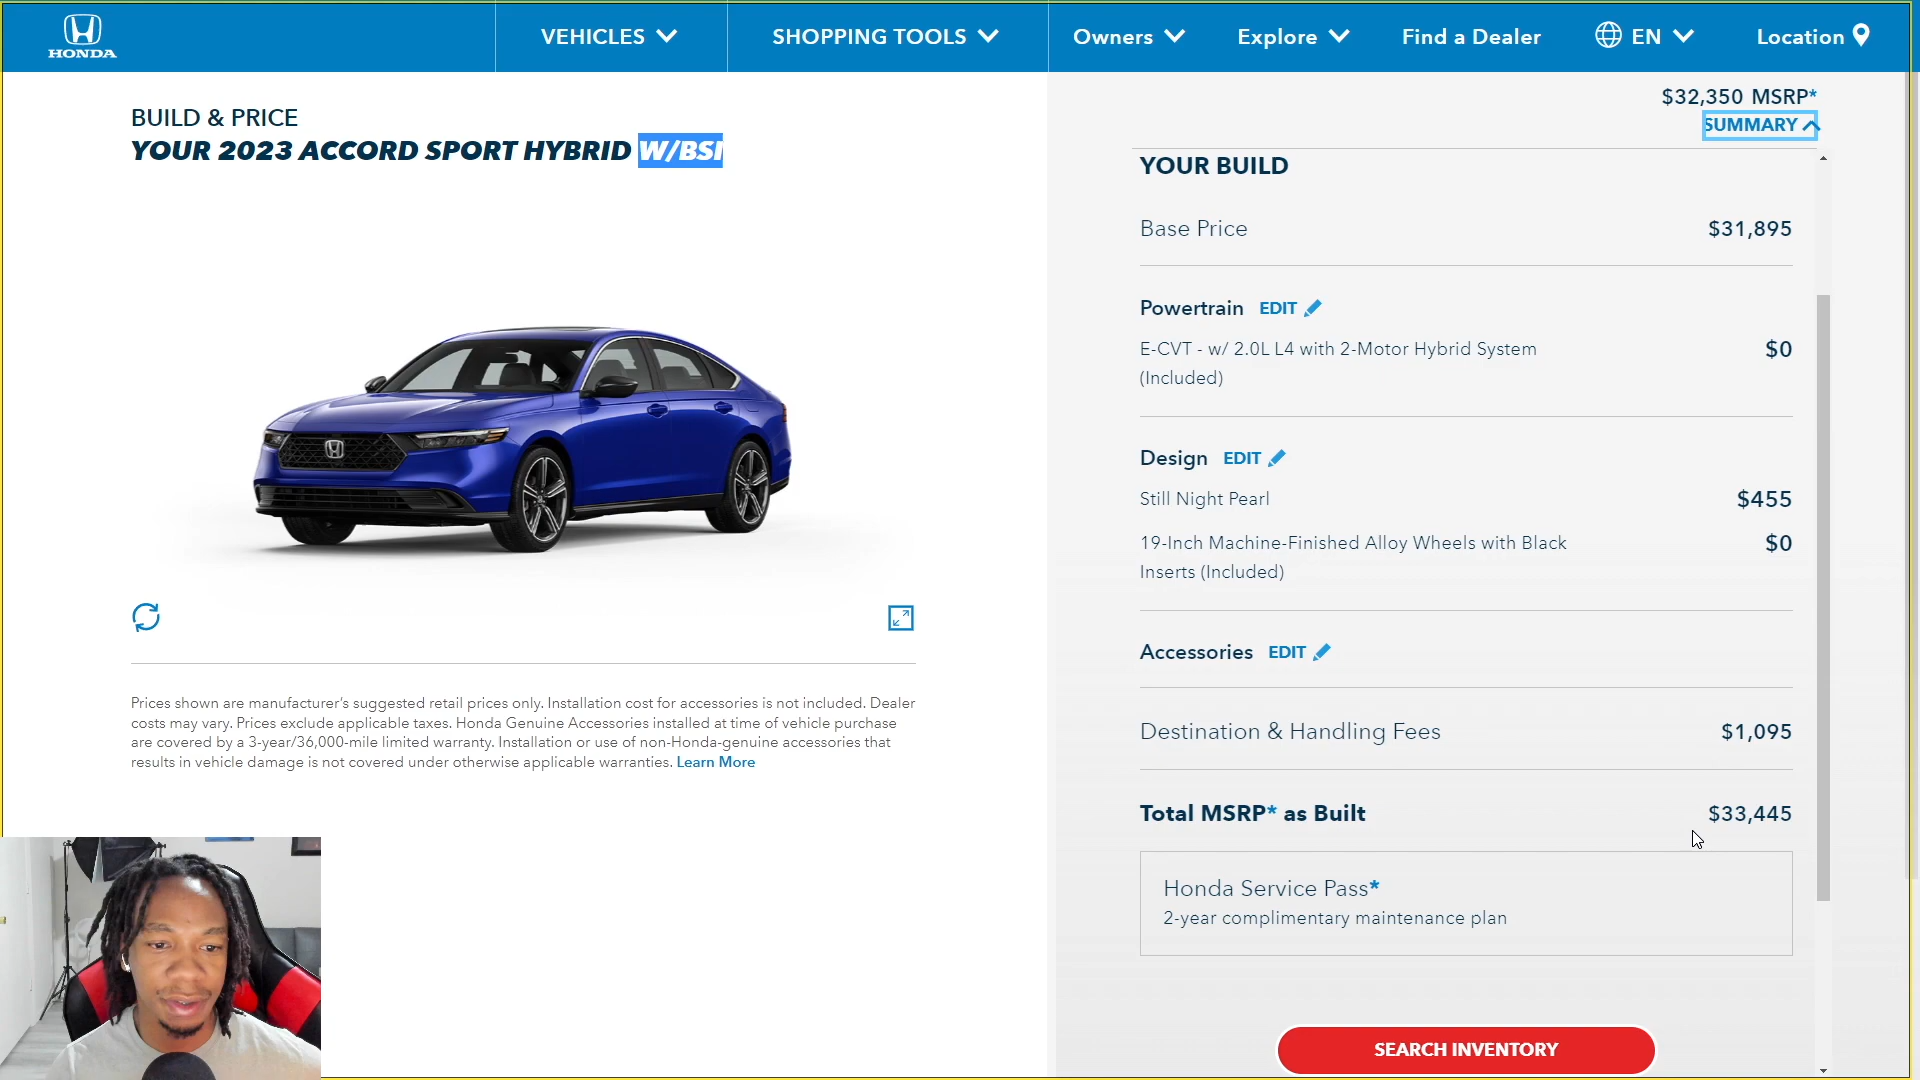 HONDA
VEHICLES
SHOPPING TOOLS
Owners
Explore
Find a Dealer
EN
Location
BUILD & PRICE
YOUR 2023 ACCORD SPORT HYBRID W/BSI
Prices shown are manufacturer's suggested retail prices only. Installation cost for accessories is not included. Dealer
costs may vary. Prices exclude applicable taxes. Honda Genuine Accessories installed at time of vehicle purchase
are covered by a 3-year/36,000-mile limited warranty. Installation or use of non-Honda-genuine accessories that
results in vehicle damage is not covered under otherwise applicable warranties. Learn More
$32,350 MSRP*
SUMMARY
YOUR BUILD
Base Price $31,895
Powertrain EDIT
E-CVT - w/ 2.0L L4 with 2-Motor Hybrid System $0
(Included)
Design EDIT
Still Night Pearl $455
19-Inch Machine-Finished Alloy Wheels with Black $0
Inserts (Included)
Accessories EDIT
Destination & Handling Fees $1,095
Total MSRP* as Built $33,445
Honda Service Pass*
2-year complimentary maintenance plan
SEARCH INVENTORY